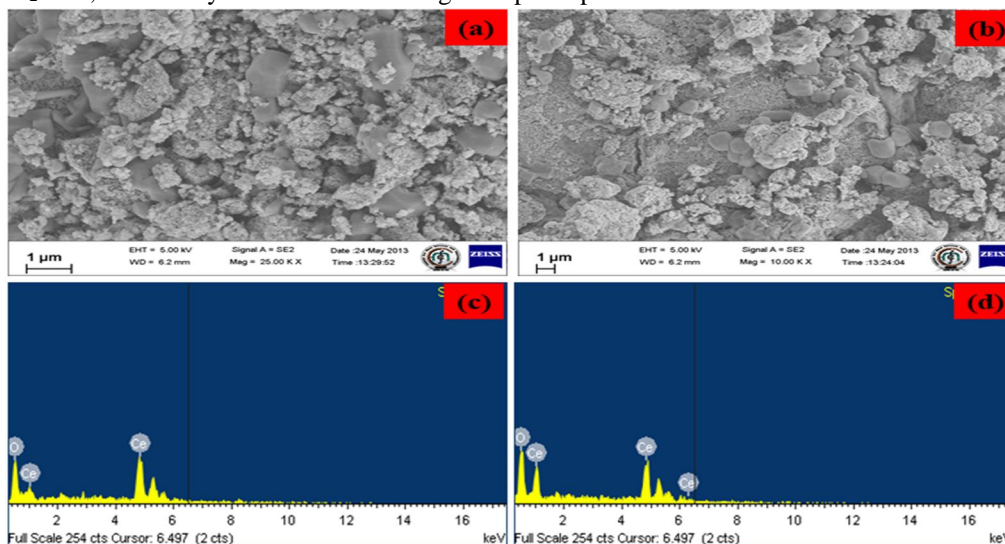 (a)
1 µm
EHT = 5.00 kV
WD = 6.2 mm
Signal A = SE2
Mag = 25.00 K X
Date :24 May 2013
Time :13:29:52
ZEISS
(b)
1 µm
EHT = 5.00 kV
WD = 6.2 mm
Signal A = SE2
Mag = 10.00 K X
Date :24 May 2013
Time :13:24:04
ZEISS
(c)
O
Ce
Ce
2 4 6 8 10 12 14 16
Full Scale 254 cts Cursor: 6.497 (2 cts) keV
(d)
O
Ce
Ce
Ce
2 4 6 8 10 12 14 16
Full Scale 254 cts Cursor: 6.497 (2 cts) keV